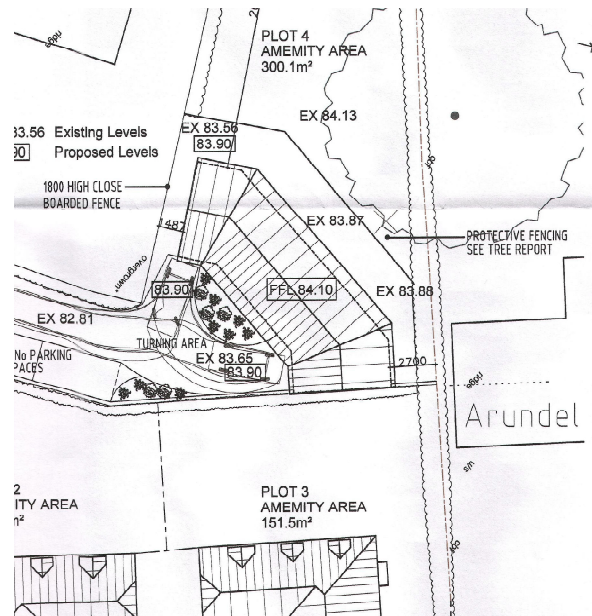 PLOT 4
AMEMITY AREA
300.1m²
EX 84.13
EX 83.56
83.90
83.56 Existing Levels
90 Proposed Levels
1800 HIGH CLOSE
BOARDED FENCE
1487
EX 83.87
PROTECTIVE FENCING
SEE TREE REPORT
83.90
FFL 84.10
EX 83.88
EX 82.81
TURNING AREA
No PARKING
PACES
EX 83.65
83.90
2700
Arundel
2
ITY AREA
m²
PLOT 3
AMEMITY AREA
151.5m²